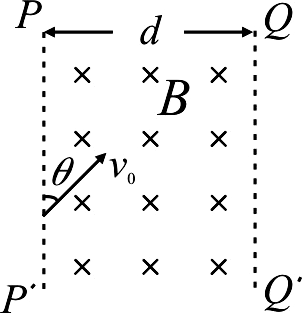 P d Q
B
θ v₀
P′ Q′